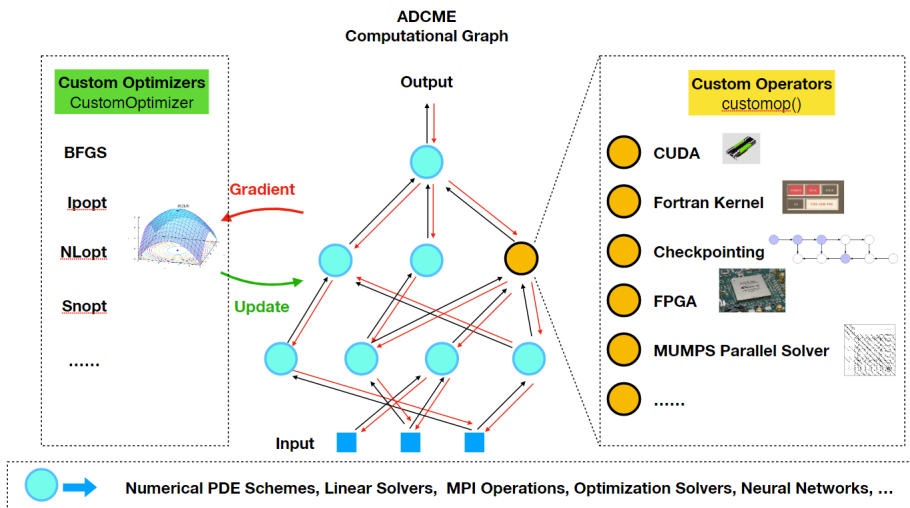 ADCME
Computational Graph
Custom Optimizers
CustomOptimizer
BFGS
Ipopt
NLopt
Snopt
......
Gradient
Update
Output
Input
Custom Operators
customop()
CUDA
Fortran Kernel
Checkpointing
FPGA
MUMPS Parallel Solver
......
Numerical PDE Schemes, Linear Solvers, MPI Operations, Optimization Solvers, Neural Networks, ...